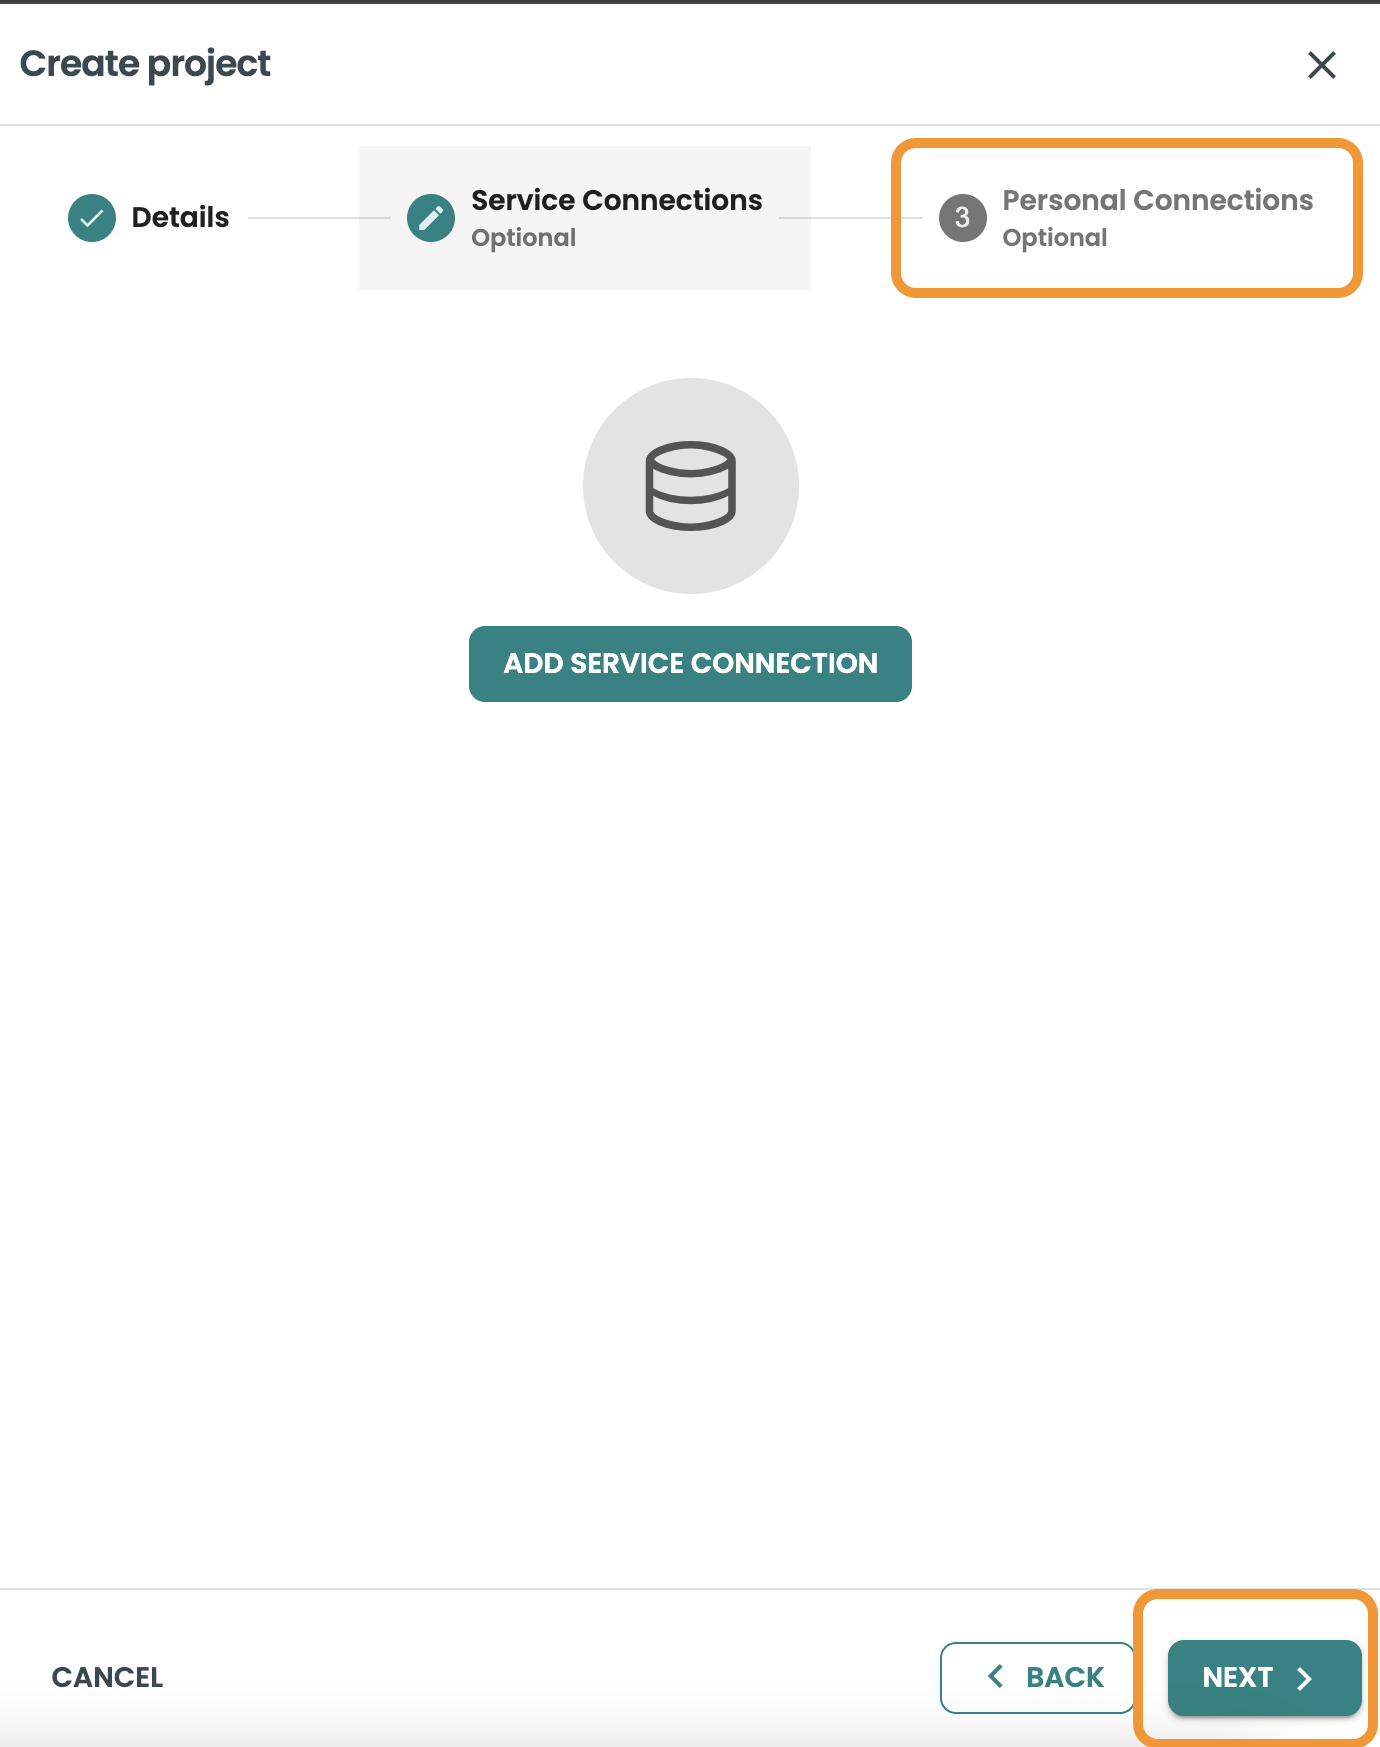 Create project
Details
Service Connections
Optional
3
Personal Connections
Optional
ADD SERVICE CONNECTION
CANCEL
BACK
NEXT